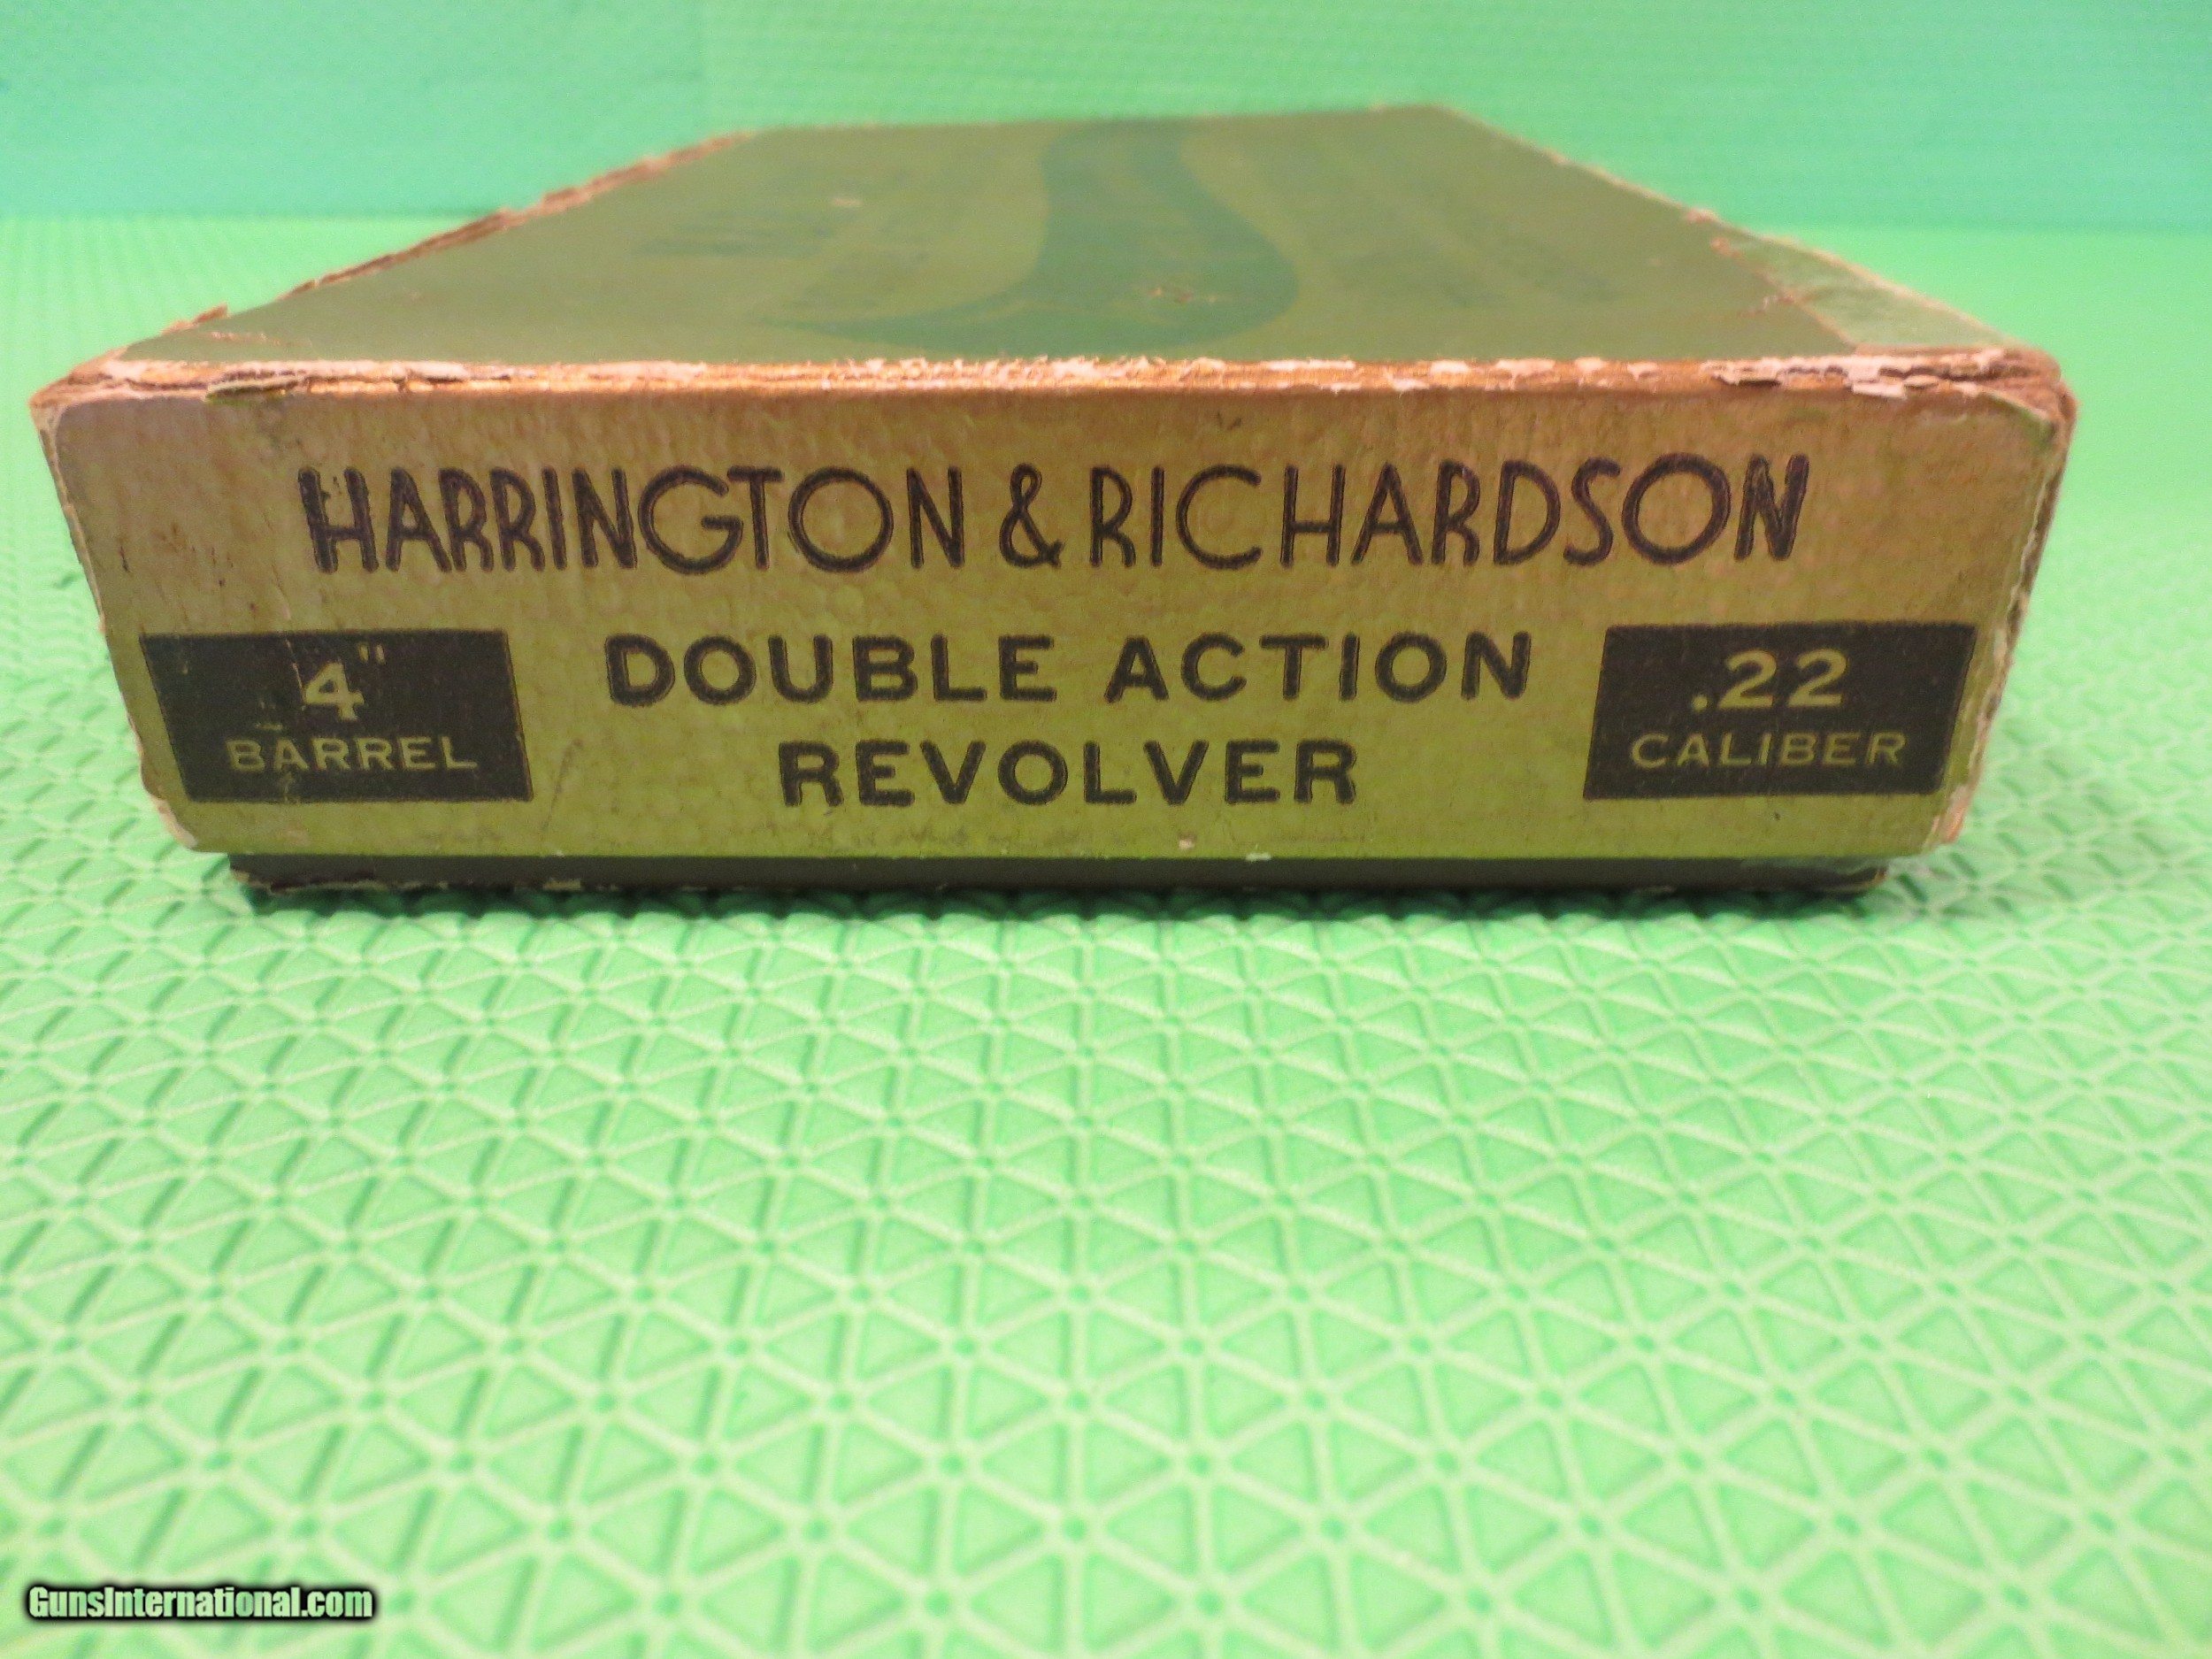 HARRINGTON & RICHARDSON
4" BARREL
DOUBLE ACTION
REVOLVER
.22 CALIBER
GunsInternational.com